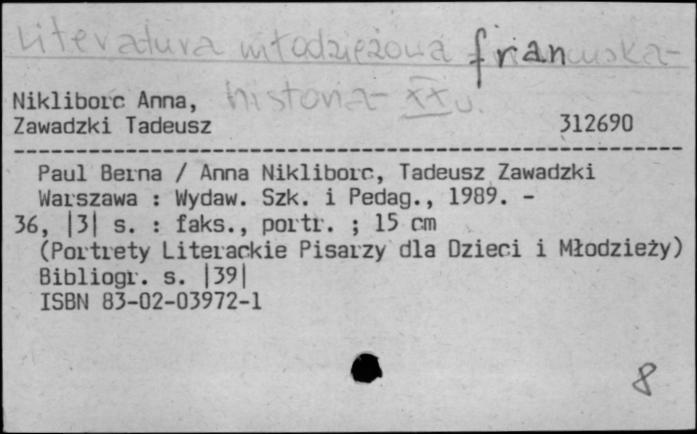 Literatura młodzieżowa francuska-
historia- XX w.
Nikliborc Anna,
Zawadzki Tadeusz 312690
Paul Berna / Anna Nikliborc, Tadeusz Zawadzki
Warszawa : Wydaw. Szk. i Pedag., 1989. -
36, |3| s. : faks., portr. ; 15 cm
(Portrety Literackie Pisarzy dla Dzieci i Młodzieży)
Bibliogr. s. |39|
ISBN 83-02-03972-1
8